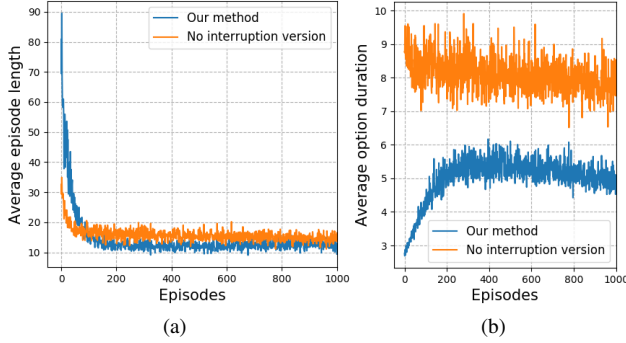 Average episode length
90
80
70
60
50
40
30
20
10
Our method
No interruption version
0 200 400 600 800 1000
Episodes
(a)
Average option duration
10
9
8
7
6
5
4
3
Our method
No interruption version
0 200 400 600 800 1000
Episodes
(b)